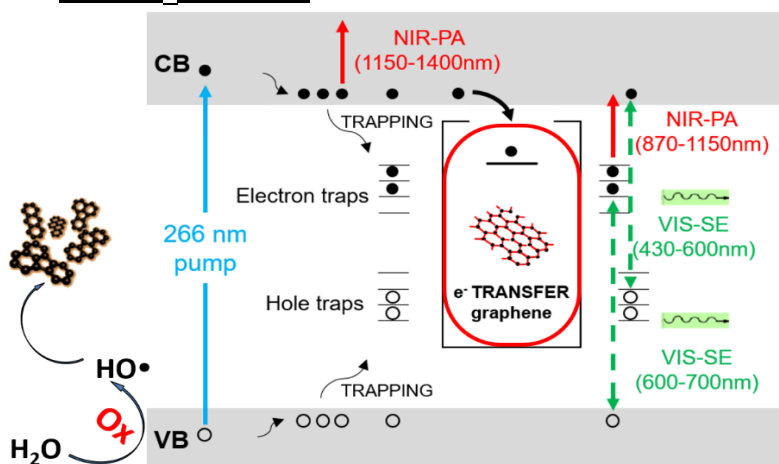 CB
NIR-PA
(1150-1400nm)
TRAPPING
NIR-PA
(870-1150nm)
Electron traps
266 nm
pump
VIS-SE
(430-600nm)
Hole traps
e⁻ TRANSFER
graphene
HO•
TRAPPING
VIS-SE
(600-700nm)
Ox
H₂O
VB